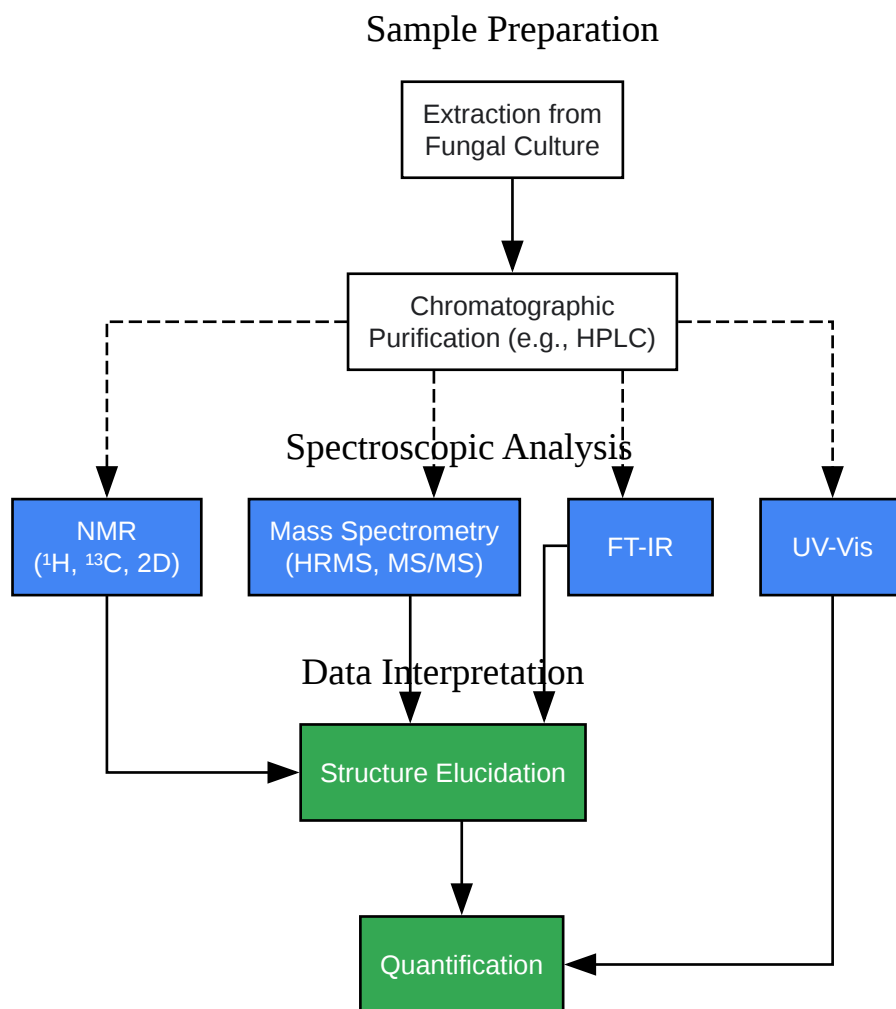 Sample Preparation
Extraction from
Fungal Culture
Chromatographic
Purification (e.g., HPLC)
Spectroscopic Analysis
NMR
(¹H, ¹³C, 2D)
Mass Spectrometry
(HRMS, MS/MS)
FT-IR
UV-Vis
Data Interpretation
Structure Elucidation
Quantification